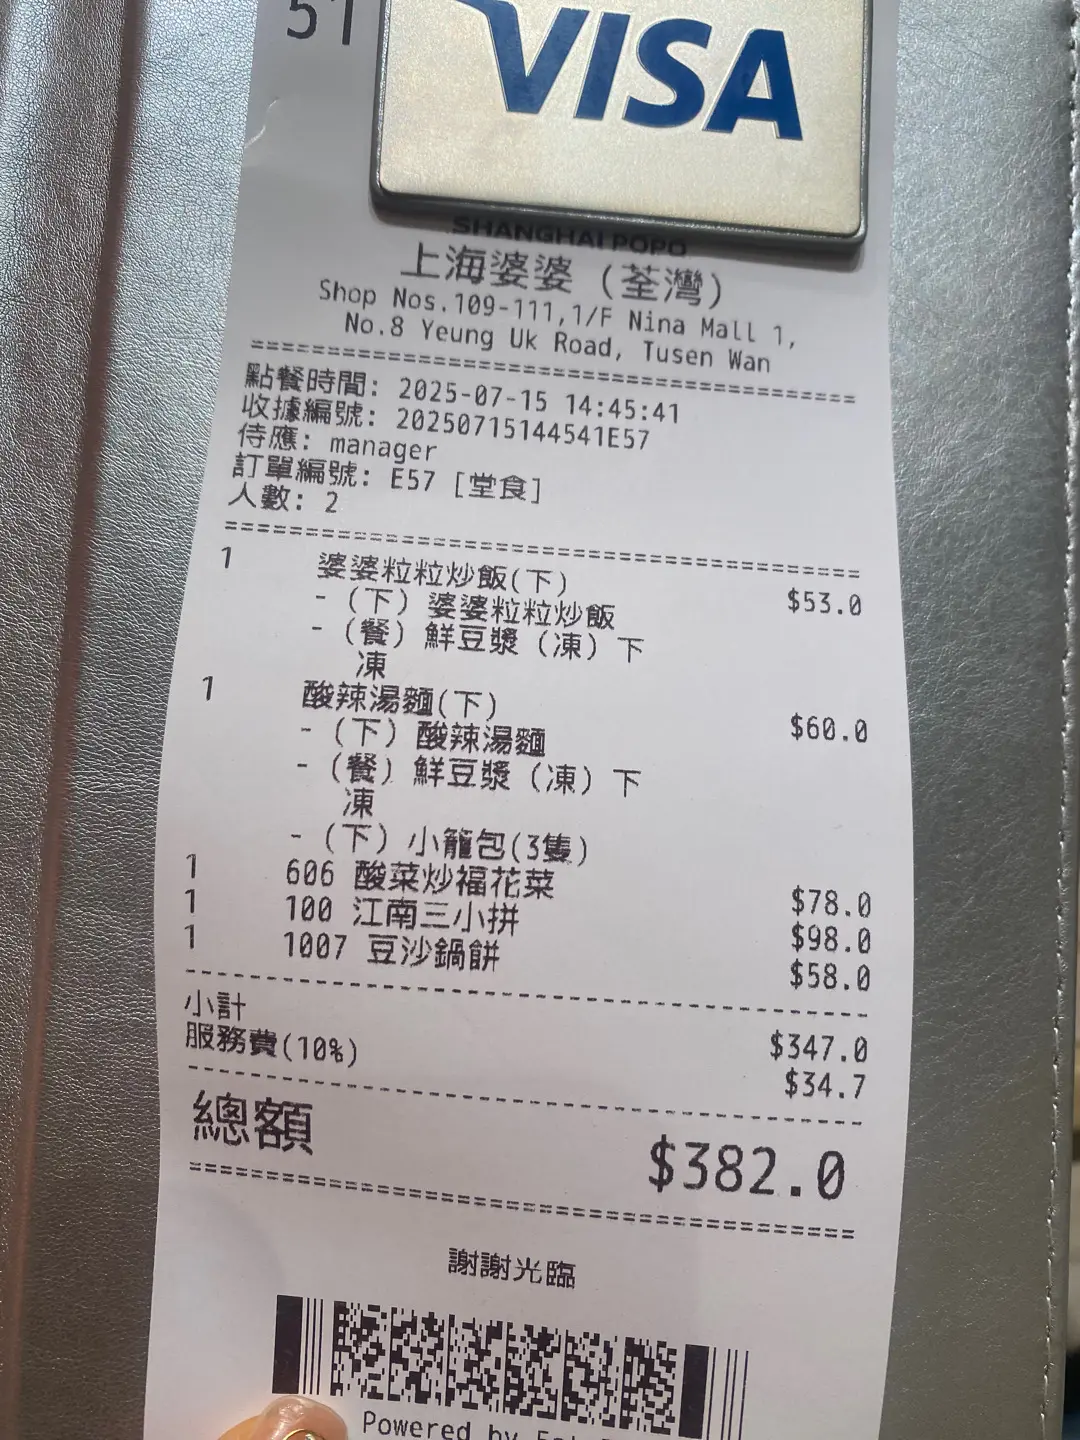 51
VISA
SHANGHAI POPO
上海婆婆 (荃灣)
Shop Nos.109-111,1/F Nina Mall 1,
No.8 Yeung Uk Road, Tusen Wan
點餐時間: 2025-07-15 14:45:41
收據編號: 20250715144541E57
侍應: manager
訂單編號: E57 [堂食]
人數: 2
1 婆婆粒粒炒飯(下) $53.0
- (下) 婆婆粒粒炒飯
- (餐) 鮮豆漿 (凍) 下
凍
1 酸辣湯麵(下) $60.0
- (下) 酸辣湯麵
- (餐) 鮮豆漿 (凍) 下
凍
- (下) 小籠包(3隻)
1 606 酸菜炒福花菜 $78.0
1 100 江南三小拼 $98.0
1 1007 豆沙鍋餅 $58.0
小計 $347.0
服務費(10%) $34.7
總額 $382.0
謝謝光臨
Powered by